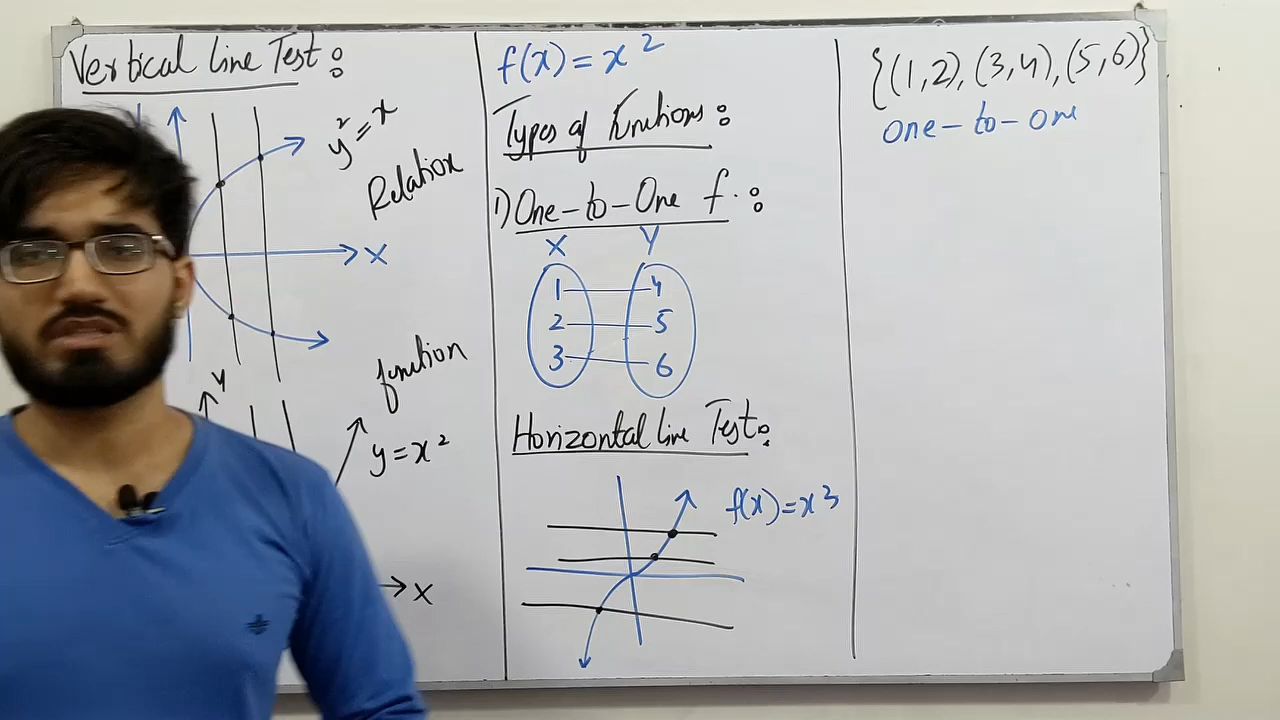 Vertical Line Test:
y² = x
Relation
X
function
y
y = x²
X
f(x) = x²
Types of Functions:
1) One-to-One f.:
X Y
1 4
2 5
3 6
Horizontal Line Test:
f(x) = x³
{(1,2), (3,4), (5,6)}
One-to-one